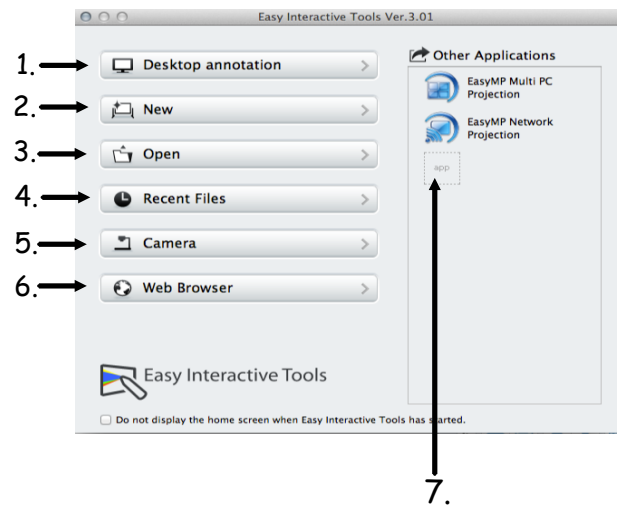 Easy Interactive Tools Ver.3.01
1. Desktop annotation
2. New
3. Open
4. Recent Files
5. Camera
6. Web Browser
Other Applications
EasyMP Multi PC
Projection
EasyMP Network
Projection
app
Easy Interactive Tools
Do not display the home screen when Easy Interactive Tools has started.
7.